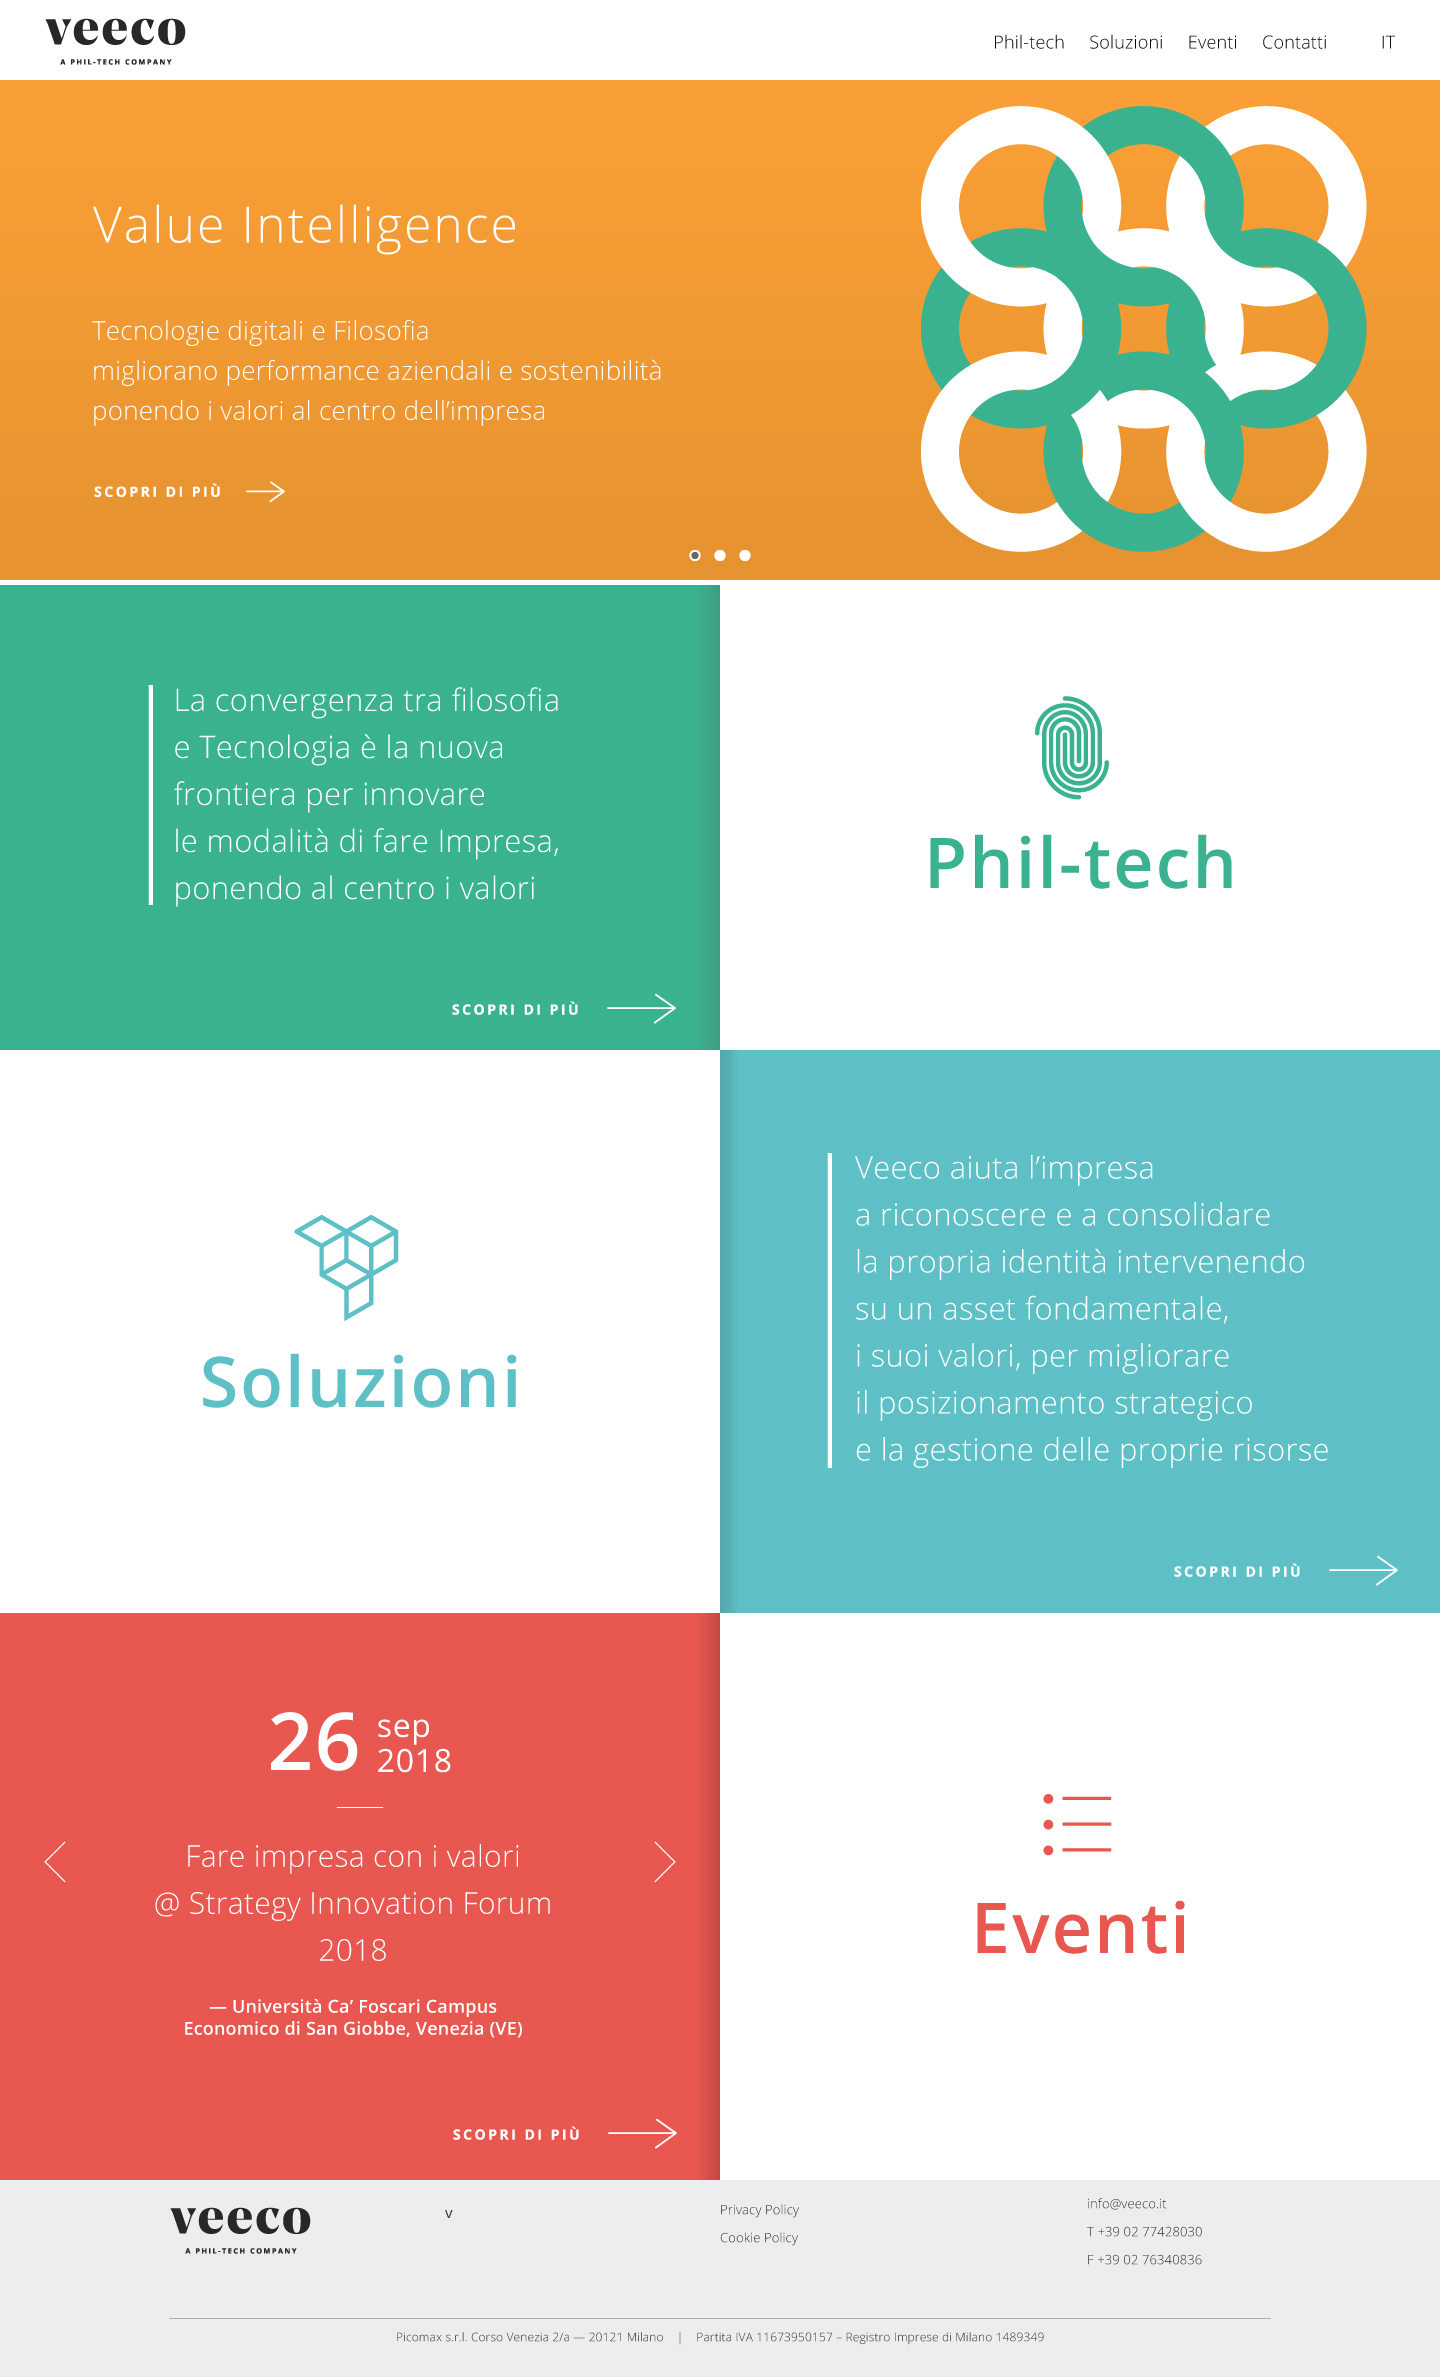 veeco
A PHIL-TECH COMPANY
Phil-tech Soluzioni Eventi Contatti IT
Value Intelligence
Tecnologie digitali e Filosofia
migliorano performance aziendali e sostenibilità
ponendo i valori al centro dell’impresa
SCOPRI DI PIÙ
La convergenza tra filosofia
e Tecnologia è la nuova
frontiera per innovare
le modalità di fare Impresa,
ponendo al centro i valori
SCOPRI DI PIÙ
Phil-tech
Soluzioni
Veeco aiuta l’impresa
a riconoscere e a consolidare
la propria identità intervenendo
su un asset fondamentale,
i suoi valori, per migliorare
il posizionamento strategico
e la gestione delle proprie risorse
SCOPRI DI PIÙ
26 sep
2018
Fare impresa con i valori
@ Strategy Innovation Forum
2018
— Università Ca’ Foscari Campus
Economico di San Giobbe, Venezia (VE)
SCOPRI DI PIÙ
Eventi
veeco
A PHIL-TECH COMPANY
v
Privacy Policy
Cookie Policy
info@veeco.it
T +39 02 77428030
F +39 02 76340836
Picomax s.r.l. Corso Venezia 2/a — 20121 Milano | Partita IVA 11673950157 – Registro Imprese di Milano 1489349